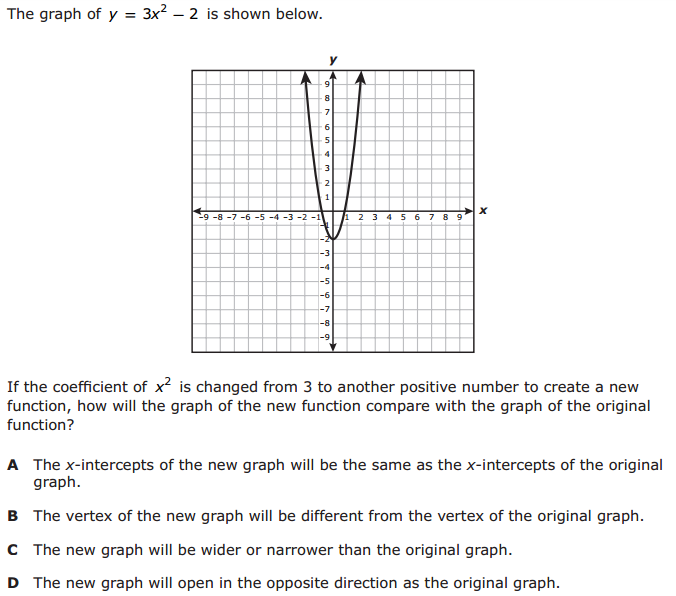 The graph of y = 3x² – 2 is shown below.
y
9
8
7
6
5
4
3
2
1
-9 -8 -7 -6 -5 -4 -3 -2 -1 1 2 3 4 5 6 7 8 9 x
-1
-2
-3
-4
-5
-6
-7
-8
-9
If the coefficient of x² is changed from 3 to another positive number to create a new
function, how will the graph of the new function compare with the graph of the original
function?
A The x-intercepts of the new graph will be the same as the x-intercepts of the original
graph.
B The vertex of the new graph will be different from the vertex of the original graph.
C The new graph will be wider or narrower than the original graph.
D The new graph will open in the opposite direction as the original graph.